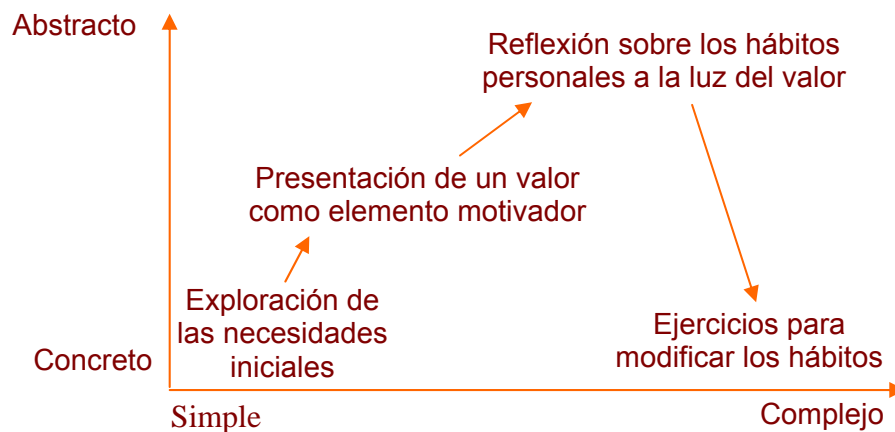 Abstracto
Reflexión sobre los hábitos
personales a la luz del valor
Presentación de un valor
como elemento motivador
Exploración de
las necesidades
iniciales
Ejercicios para
modificar los hábitos
Concreto
Simple
Complejo